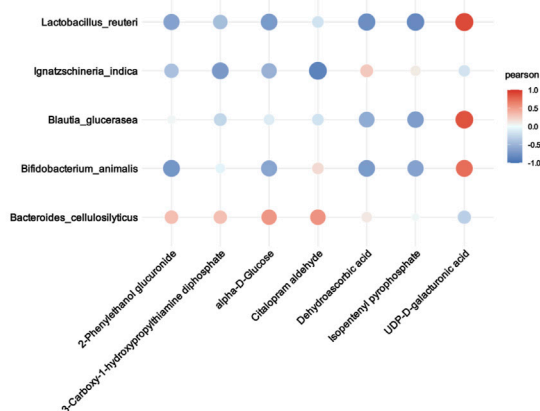 Lactobacillus_reuteri
Ignatzschineria_indica
Blautia_glucerasea
Bifidobacterium_animalis
Bacteroides_cellulosilyticus
pearson
1.0
0.5
0.0
-0.5
-1.0
2-Phenylethanol glucuronide
3-Carboxy-1-hydroxypropylthiamine diphosphate
alpha-D-Glucose
Citalopram aldehyde
Dehydroascorbic acid
Isopentenyl pyrophosphate
UDP-D-galacturonic acid